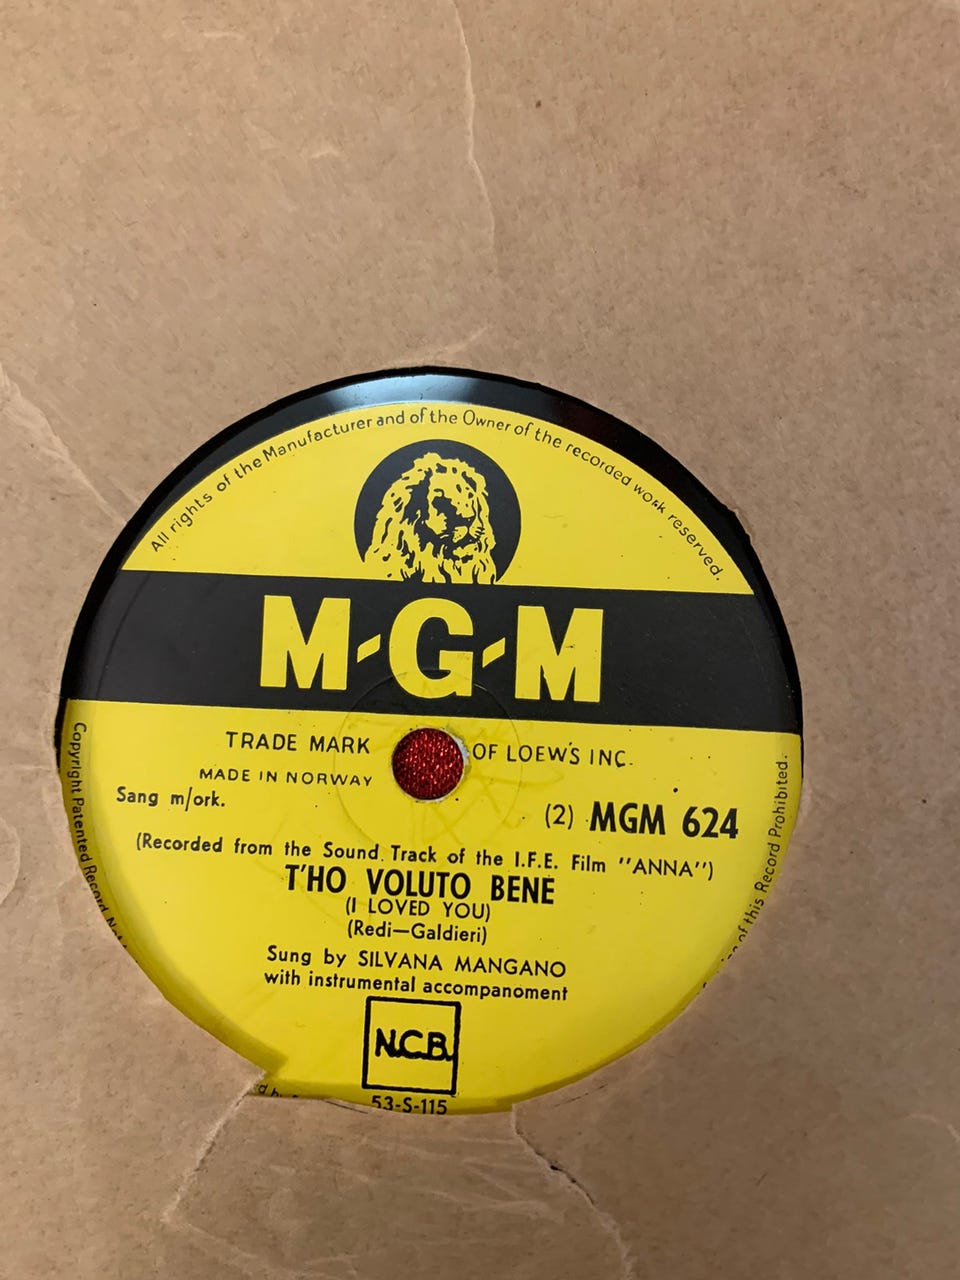 All rights of the Manufacturer and of the Owner of the recorded work reserved.
M-G-M
TRADE MARK OF LOEW'S INC.
MADE IN NORWAY
Sang m/ork.
(2) MGM 624
(Recorded from the Sound Track of the I.F.E. Film "ANNA")
T'HO VOLUTO BENE
(I LOVED YOU)
(Redi—Galdieri)
Sung by SILVANA MANGANO
with instrumental accompanoment
N.C.B.
53-S-115
Copyright Patented Record
of this Record Prohibited.